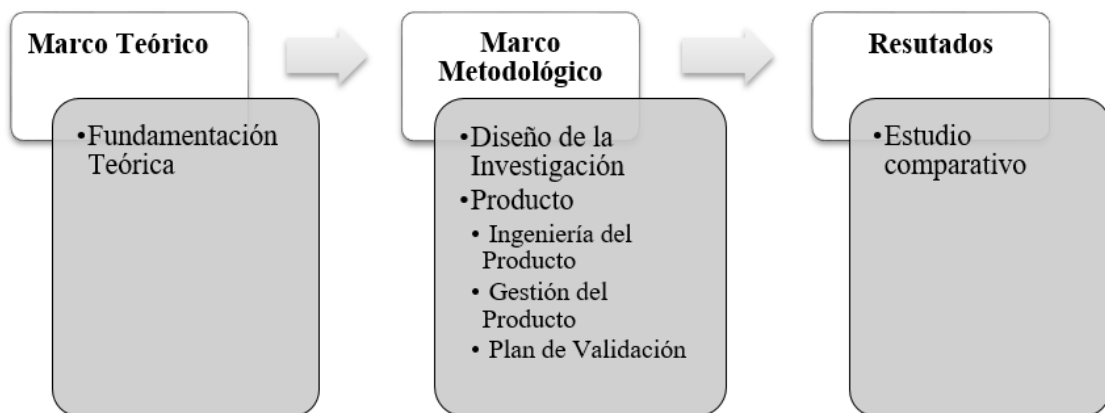 Marco Teórico
•Fundamentación
Teórica
Marco
Metodológico
•Diseño de la
Investigación
•Producto
• Ingeniería del
Producto
• Gestión del
Producto
• Plan de Validación
Resutados
•Estudio
comparativo